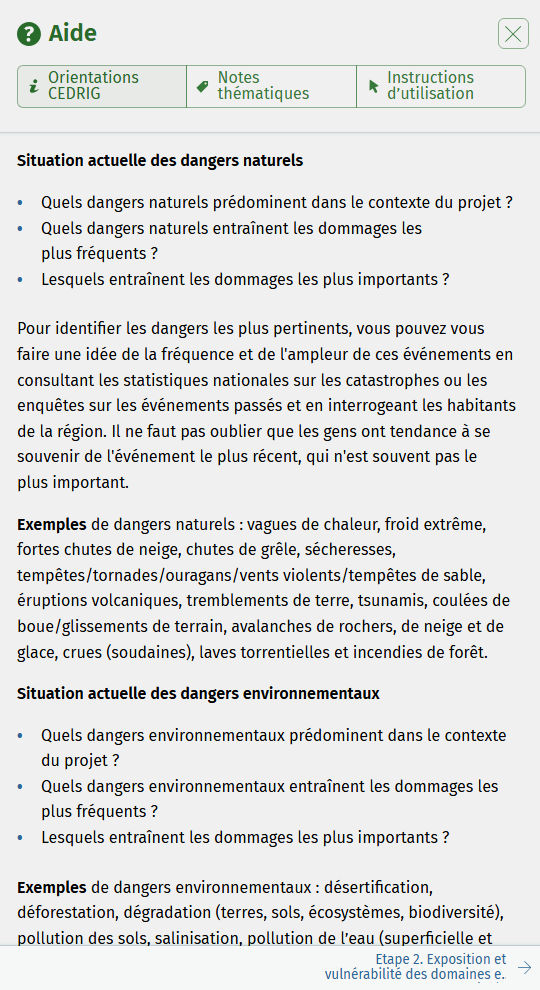 Aide
Orientations
CEDRIG
Notes
thématiques
Instructions
d’utilisation
Situation actuelle des dangers naturels
• Quels dangers naturels prédominent dans le contexte du projet ?
• Quels dangers naturels entraînent les dommages les
plus fréquents ?
• Lesquels entraînent les dommages les plus importants ?
Pour identifier les dangers les plus pertinents, vous pouvez vous
faire une idée de la fréquence et de l'ampleur de ces événements en
consultant les statistiques nationales sur les catastrophes ou les
enquêtes sur les événements passés et en interrogeant les habitants
de la région. Il ne faut pas oublier que les gens ont tendance à se
souvenir de l'événement le plus récent, qui n'est souvent pas le
plus important.
Exemples de dangers naturels : vagues de chaleur, froid extrême,
fortes chutes de neige, chutes de grêle, sécheresses,
tempêtes/tornades/ouragans/vents violents/tempêtes de sable,
éruptions volcaniques, tremblements de terre, tsunamis, coulées de
boue/glissements de terrain, avalanches de rochers, de neige et de
glace, crues (soudaines), laves torrentielles et incendies de forêt.
Situation actuelle des dangers environnementaux
• Quels dangers environnementaux prédominent dans le contexte
du projet ?
• Quels dangers environnementaux entraînent les dommages les
plus fréquents ?
• Lesquels entraînent les dommages les plus importants ?
Exemples de dangers environnementaux : désertification,
déforestation, dégradation (terres, sols, écosystèmes, biodiversité),
pollution des sols, salinisation, pollution de l’eau (superficielle et
Etape 2. Exposition et
vulnérabilité des domaines e..